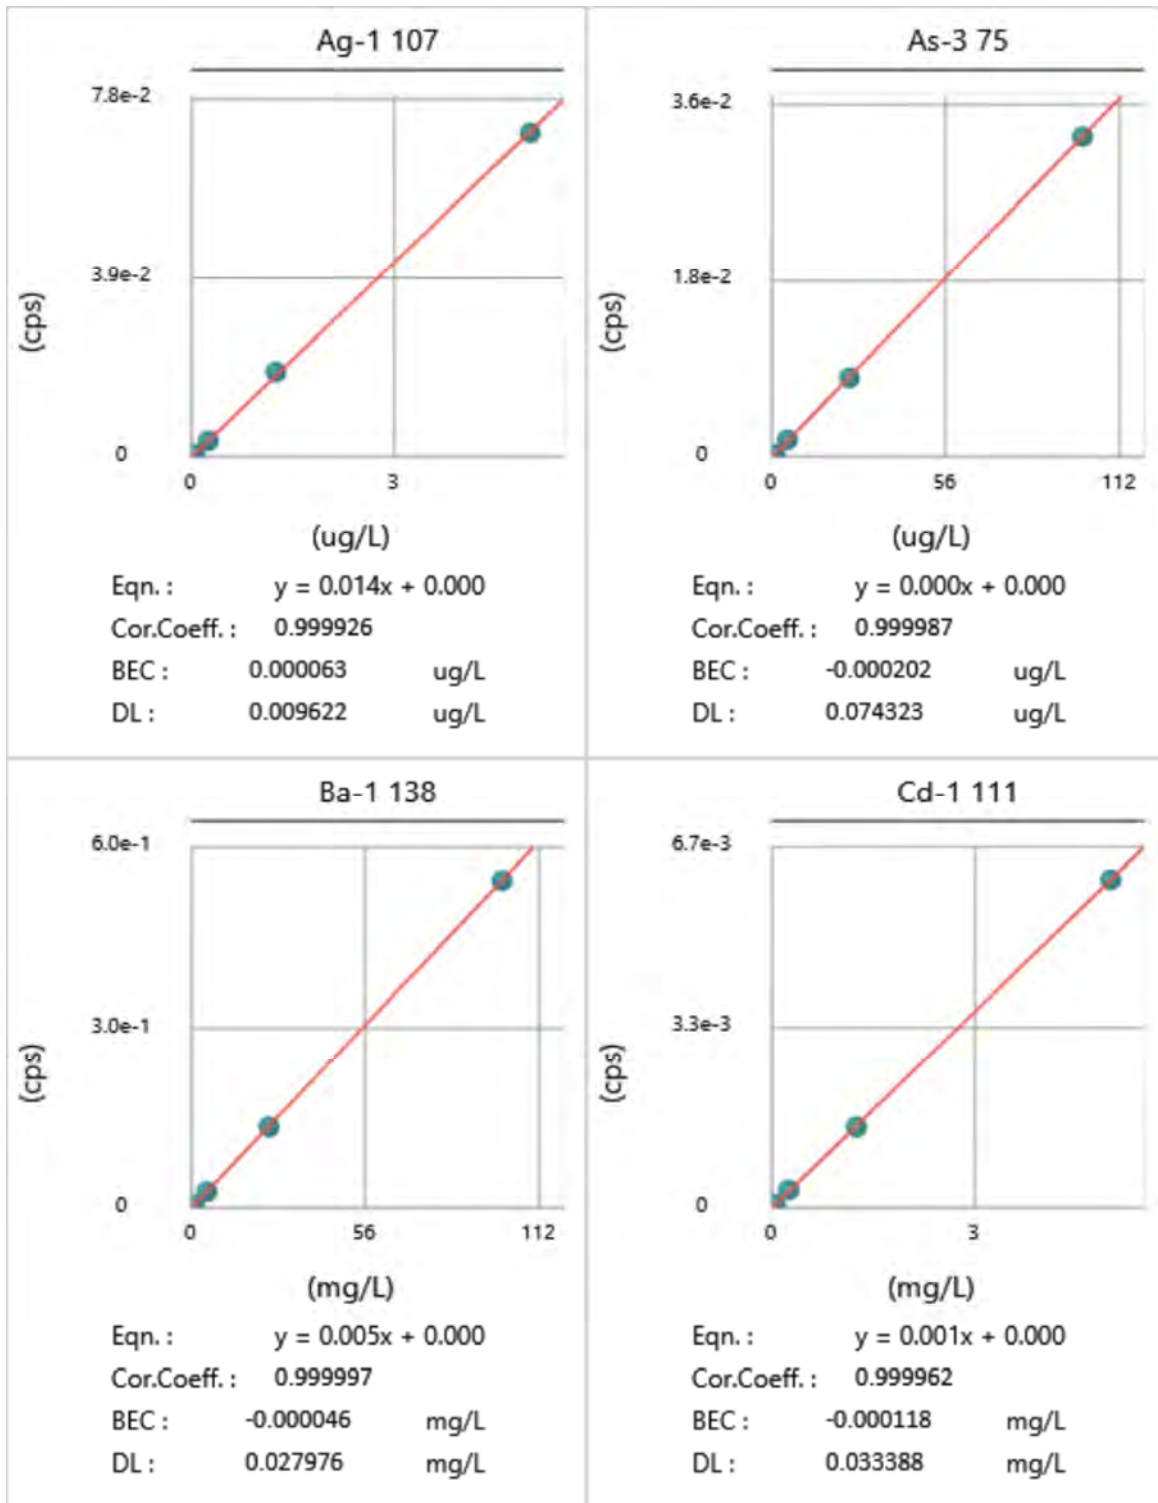 Ag-1 107
7.8e-2
3.9e-2
0
(cps)
0 3
(ug/L)
Eqn. : y = 0.014x + 0.000
Cor.Coeff. : 0.999926
BEC : 0.000063 ug/L
DL : 0.009622 ug/L
As-3 75
3.6e-2
1.8e-2
0
(cps)
0 56 112
(ug/L)
Eqn. : y = 0.000x + 0.000
Cor.Coeff. : 0.999987
BEC : -0.000202 ug/L
DL : 0.074323 ug/L
Ba-1 138
6.0e-1
3.0e-1
0
(cps)
0 56 112
(mg/L)
Eqn. : y = 0.005x + 0.000
Cor.Coeff. : 0.999997
BEC : -0.000046 mg/L
DL : 0.027976 mg/L
Cd-1 111
6.7e-3
3.3e-3
0
(cps)
0 3
(mg/L)
Eqn. : y = 0.001x + 0.000
Cor.Coeff. : 0.999962
BEC : -0.000118 mg/L
DL : 0.033388 mg/L